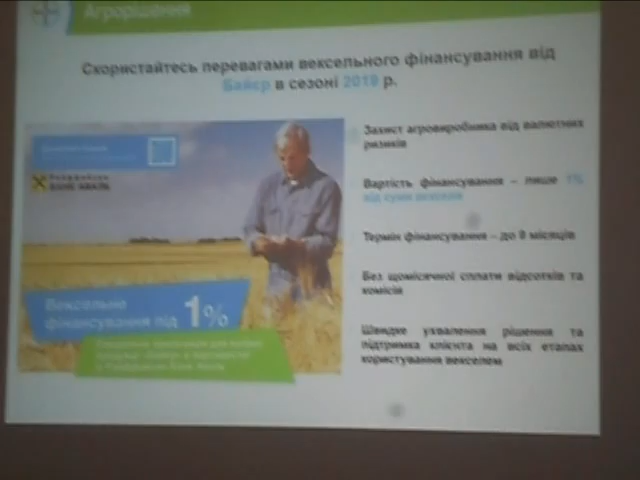 Агрорішення
Скористайтесь перевагами вексельного фінансування від
Байєр в сезоні 2019 р.
Захист агровиробника від валютних
ризиків
Райффайзен
БАНК АВАЛЬ
Вартість фінансування – лише 1%
від суми векселя
Термін фінансування – до 9 місяців
Без щомісячної сплати відсотків та
комісій
Вексельне
фінансування під 1%
Швидке ухвалення рішення та
підтримка клієнта на всіх етапах
користування векселем